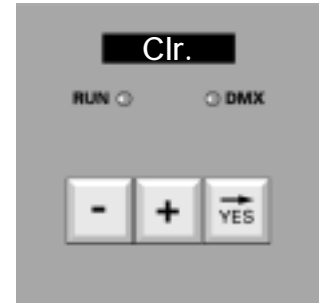 Clr.
RUN DMX
- +
YES